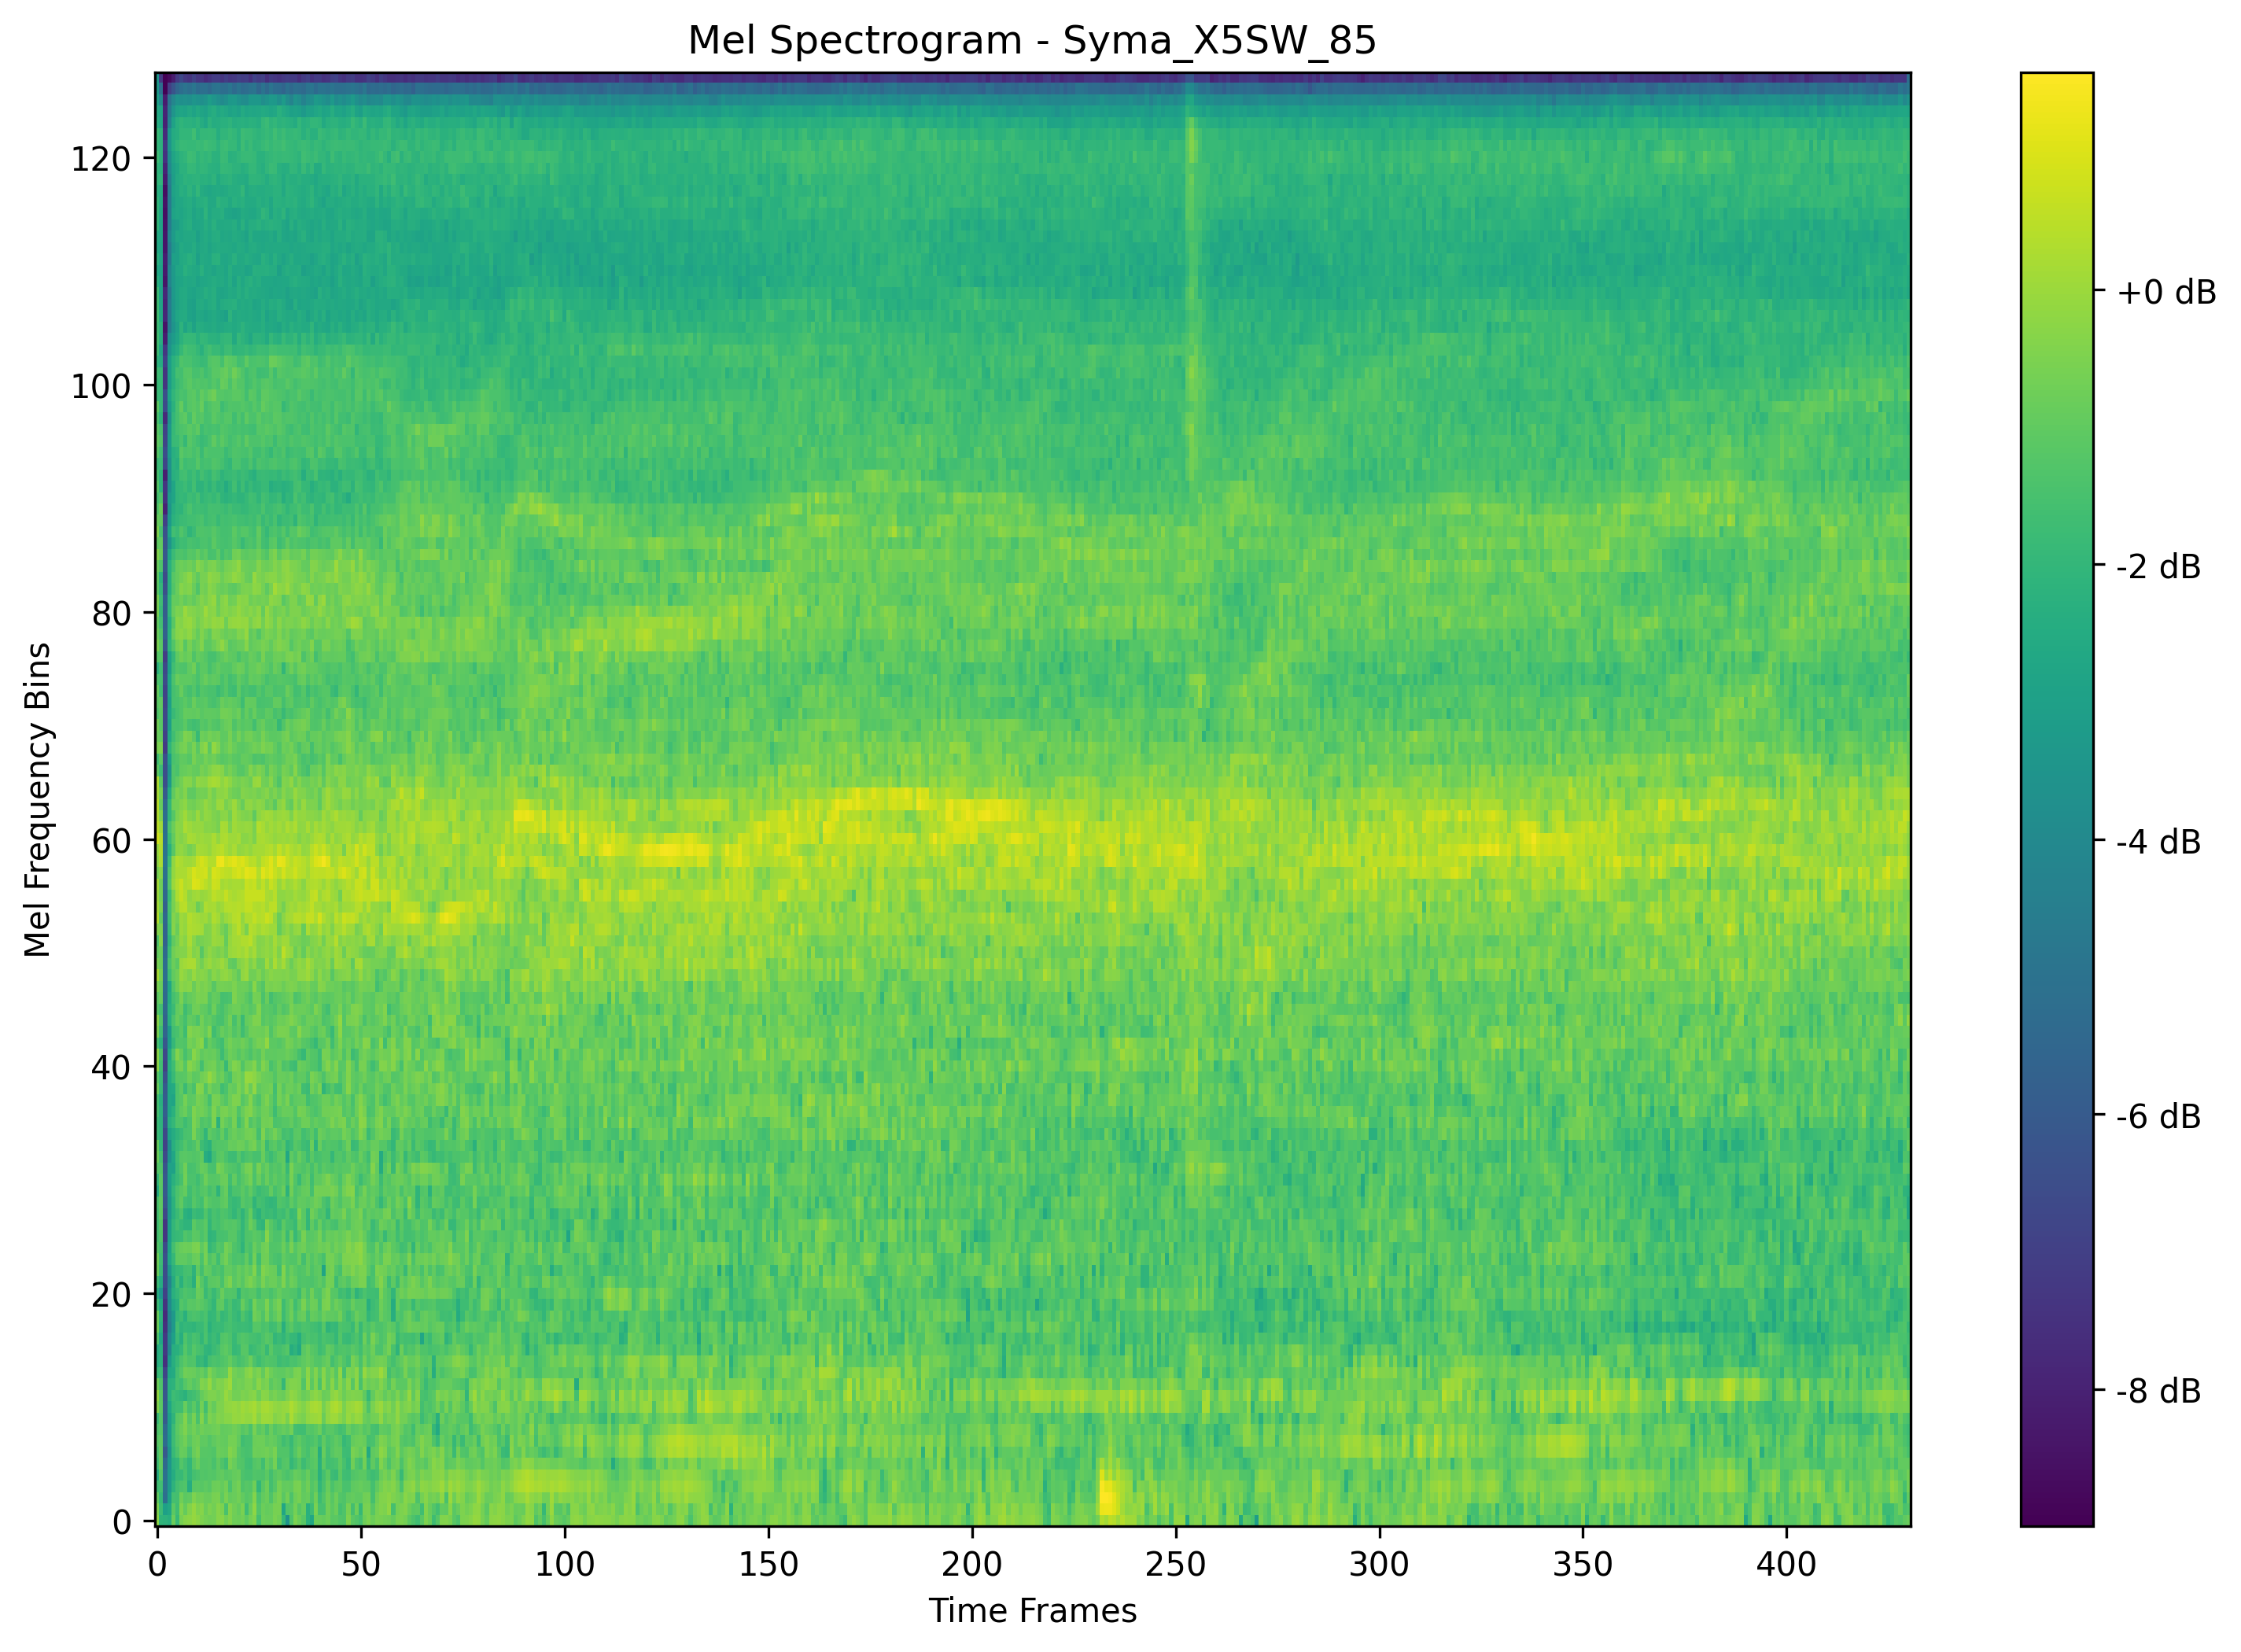 Mel Spectrogram - Syma_X5SW_85
Mel Frequency Bins
120
100
80
60
40
20
0
0 50 100 150 200 250 300 350 400
Time Frames
+0 dB
-2 dB
-4 dB
-6 dB
-8 dB